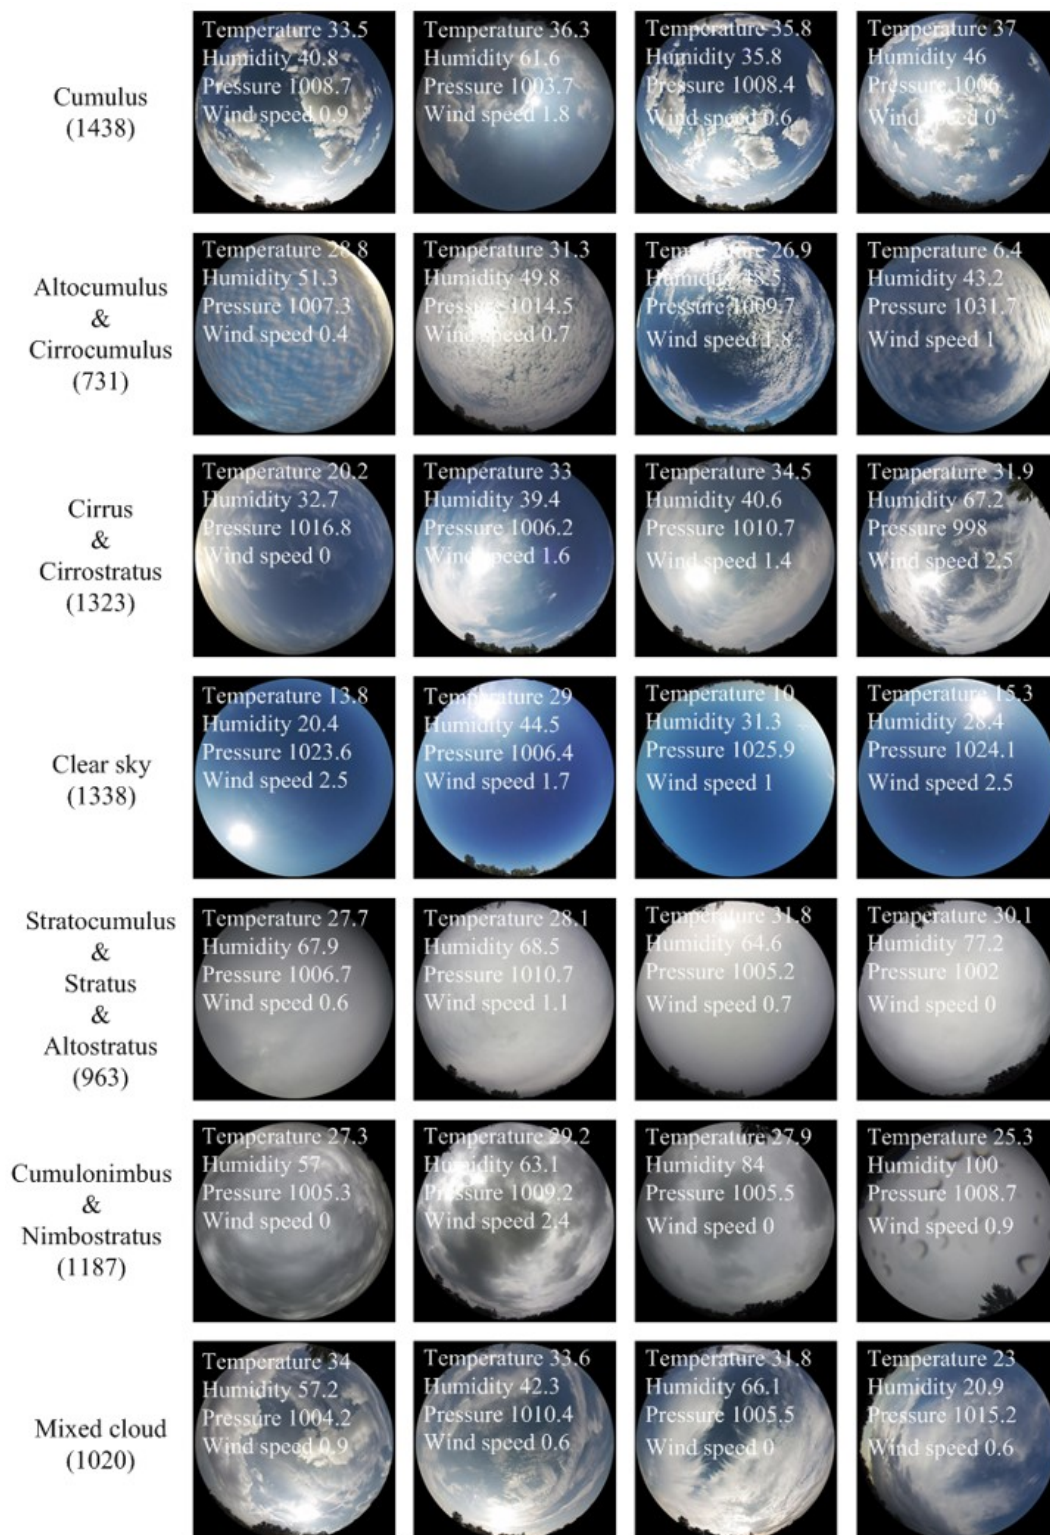 Cumulus
(1438)
Temperature 33.5
Humidity 40.8
Pressure 1008.7
Wind speed 0.9
Temperature 36.3
Humidity 61.6
Pressure 1003.7
Wind speed 1.8
Temperature 35.8
Humidity 35.8
Pressure 1008.4
Wind speed 0.6
Temperature 37
Humidity 46
Pressure 1006
Wind speed 0
Altocumulus
&
Cirrocumulus
(731)
Temperature 28.8
Humidity 51.3
Pressure 1007.3
Wind speed 0.4
Temperature 31.3
Humidity 49.8
Pressure 1014.5
Wind speed 0.7
Temperature 26.9
Humidity 48.5
Pressure 1009.7
Wind speed 1.8
Temperature 6.4
Humidity 43.2
Pressure 1031.7
Wind speed 1
Cirrus
&
Cirrostratus
(1323)
Temperature 20.2
Humidity 32.7
Pressure 1016.8
Wind speed 0
Temperature 33
Humidity 39.4
Pressure 1006.2
Wind speed 1.6
Temperature 34.5
Humidity 40.6
Pressure 1010.7
Wind speed 1.4
Temperature 31.9
Humidity 67.2
Pressure 998
Wind speed 2.5
Clear sky
(1338)
Temperature 13.8
Humidity 20.4
Pressure 1023.6
Wind speed 2.5
Temperature 29
Humidity 44.5
Pressure 1006.4
Wind speed 1.7
Temperature 10
Humidity 31.3
Pressure 1025.9
Wind speed 1
Temperature 15.3
Humidity 28.4
Pressure 1024.1
Wind speed 2.5
Stratocumulus
&
Stratus
&
Altostratus
(963)
Temperature 27.7
Humidity 67.9
Pressure 1006.7
Wind speed 0.6
Temperature 28.1
Humidity 68.5
Pressure 1010.7
Wind speed 1.1
Temperature 31.8
Humidity 64.6
Pressure 1005.2
Wind speed 0.7
Temperature 30.1
Humidity 77.2
Pressure 1002
Wind speed 0
Cumulonimbus
&
Nimbostratus
(1187)
Temperature 27.3
Humidity 57
Pressure 1005.3
Wind speed 0
Temperature 29.2
Humidity 63.1
Pressure 1009.2
Wind speed 2.4
Temperature 27.9
Humidity 84
Pressure 1005.5
Wind speed 0
Temperature 25.3
Humidity 100
Pressure 1008.7
Wind speed 0.9
Mixed cloud
(1020)
Temperature 34
Humidity 57.2
Pressure 1004.2
Wind speed 0.9
Temperature 33.6
Humidity 42.3
Pressure 1010.4
Wind speed 0.6
Temperature 31.8
Humidity 66.1
Pressure 1005.5
Wind speed 0
Temperature 23
Humidity 20.9
Pressure 1015.2
Wind speed 0.6